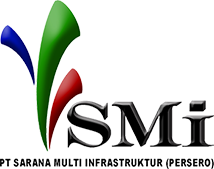 SMi
PT SARANA MULTI INFRASTRUKTUR (PERSERO)